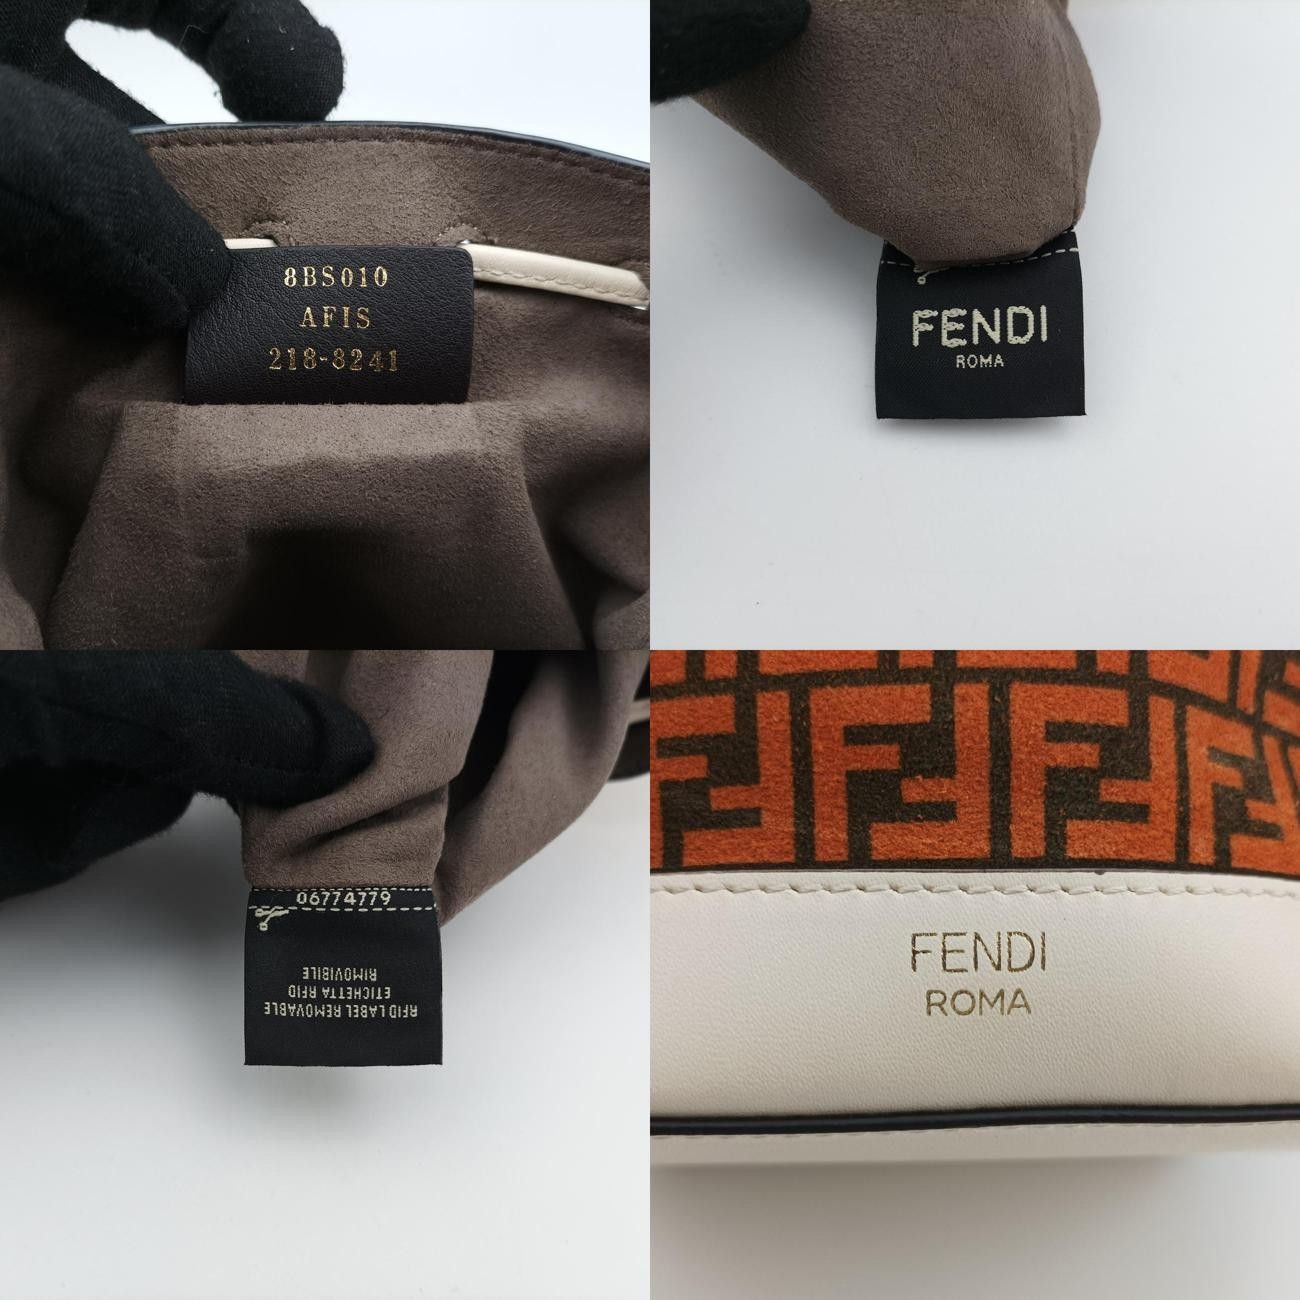 8BS010
AFIS
218-8241
FENDI
ROMA
06774779
RFID LABEL REMOVABLE
ETICHETTA RFID
RIMOVIBILE
FENDI
ROMA